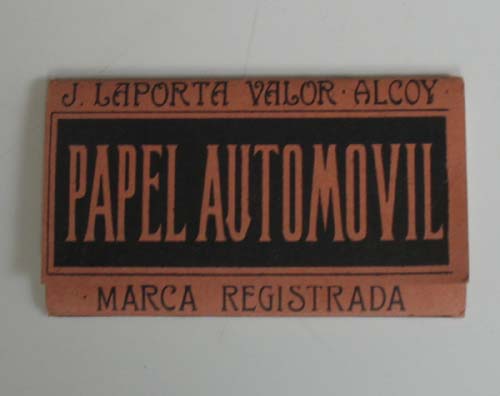 J. LAPORTA VALOR · ALCOY ·
PAPEL AUTOMOVIL
· MARCA REGISTRADA